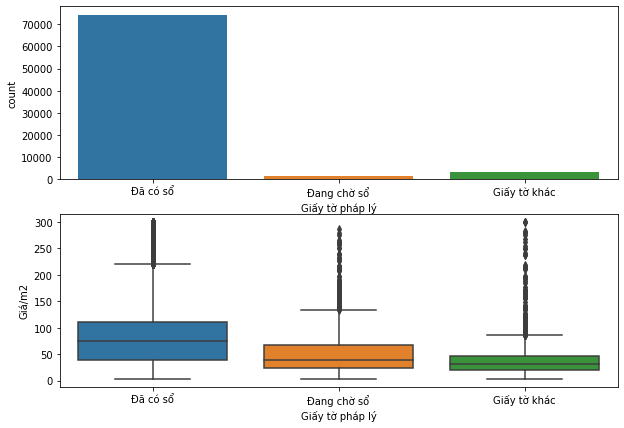 70000
60000
50000
40000
30000
20000
10000
0
count
Đã có sổ Đang chờ sổ Giấy tờ khác
Giấy tờ pháp lý
300
250
200
150
100
50
0
Giá/m2
Đã có sổ Đang chờ sổ Giấy tờ khác
Giấy tờ pháp lý